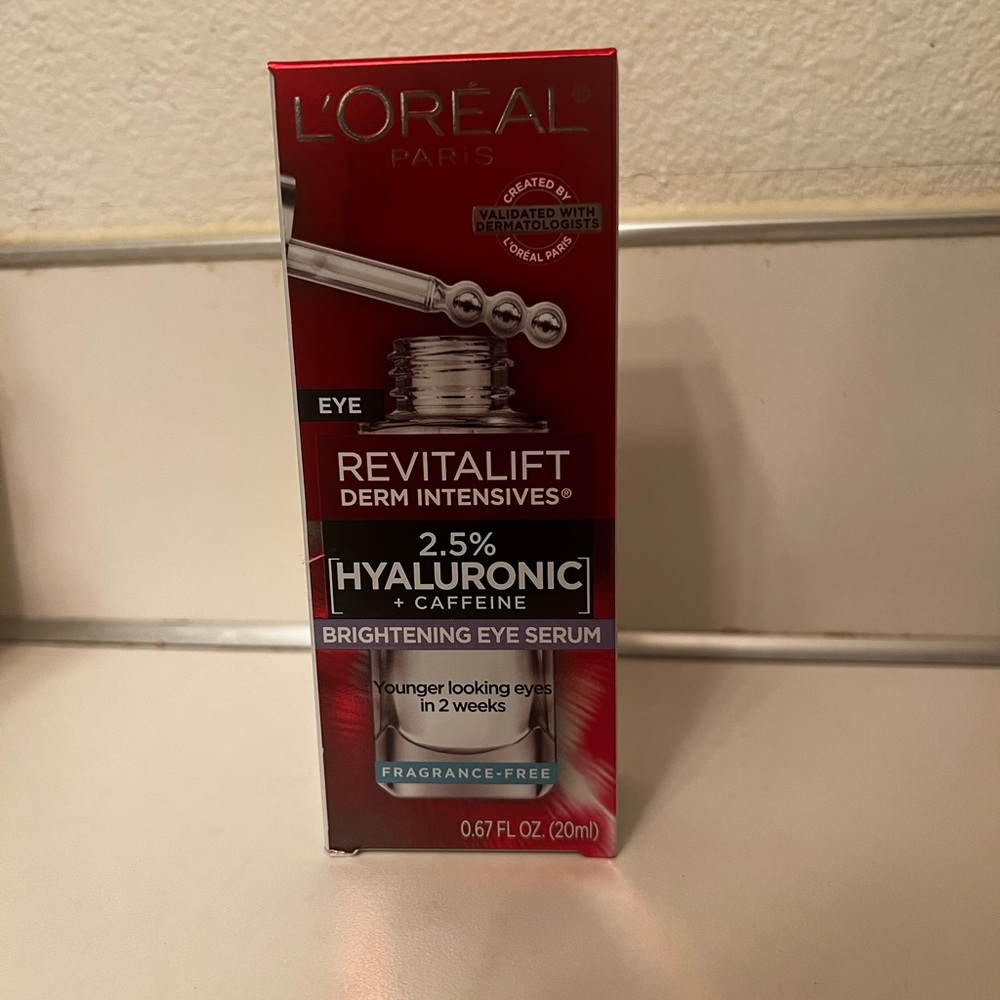 L'ORÉAL®
PARiS
CREATED BY
VALIDATED WITH
DERMATOLOGISTS
L'ORÉAL PARIS
EYE
REVITALIFT
DERM INTENSIVES®
2.5%
[HYALURONIC]
+ CAFFEINE
BRIGHTENING EYE SERUM
Younger looking eyes
in 2 weeks
FRAGRANCE-FREE
0.67 FL OZ. (20ml)